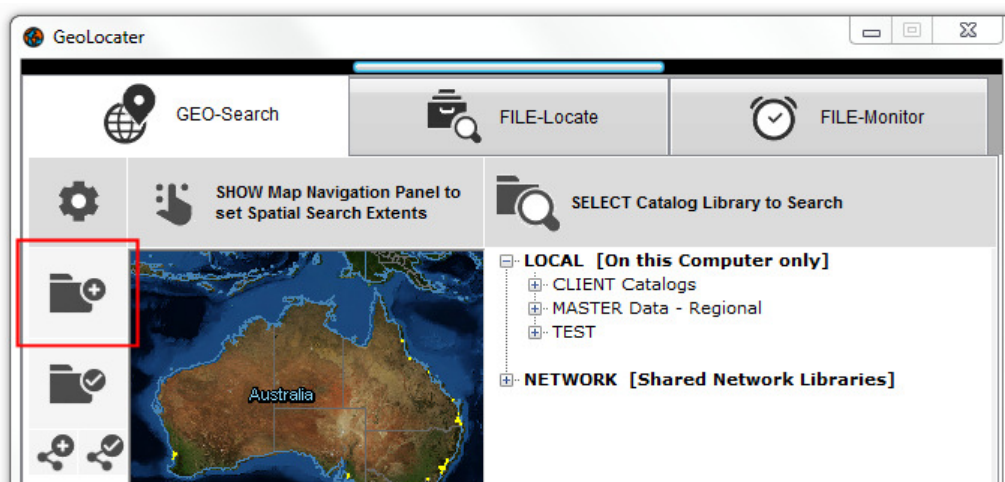 GeoLocater
GEO-Search
FILE-Locate
FILE-Monitor
SHOW Map Navigation Panel to
set Spatial Search Extents
SELECT Catalog Library to Search
LOCAL [On this Computer only]
CLIENT Catalogs
MASTER Data - Regional
TEST
NETWORK [Shared Network Libraries]
Australia